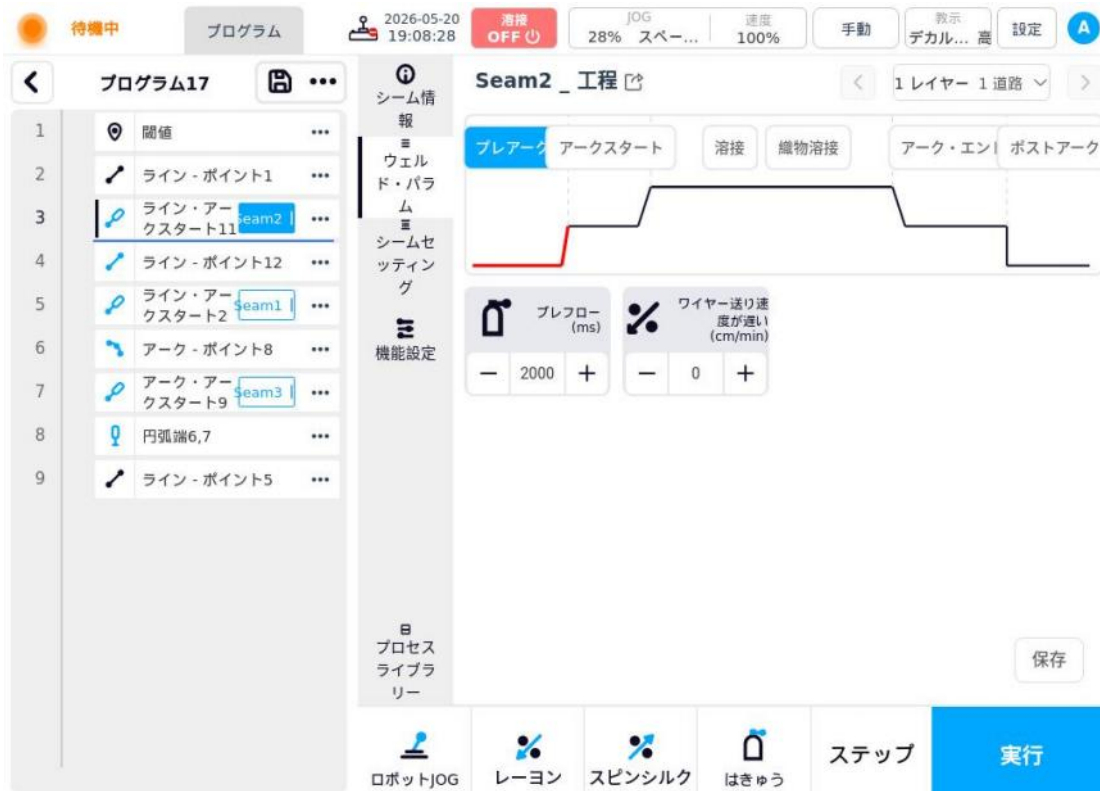 待機中
プログラム
2026-05-20
19:08:28
溶接
OFF
JOG
28% スペー...
速度
100%
手動
教示
デカル... 高
設定
A
プログラム17
1 閾値
2 ライン - ポイント1
3 ライン・アー
クスタート11
Seam2
4 ライン - ポイント12
5 ライン・アー
クスタート2
Seam1
6 アーク - ポイント8
7 アーク・アー
クスタート9
Seam3
8 円弧端6,7
9 ライン - ポイント5
シーム情
報
ウェル
ド・パラ
ム
シームセ
ッティン
グ
機能設定
プロセス
ライブラ
リー
Seam2 _ 工程
1 レイヤー 1 道路
プレアーク
アークスタート
溶接
織物溶接
アーク・エン
ポストアーク
プレフロー
(ms)
2000
ワイヤー送り速
度が遅い
(cm/min)
0
保存
ロボットJOG
レーヨン
スピンシルク
はきゅう
ステップ
実行